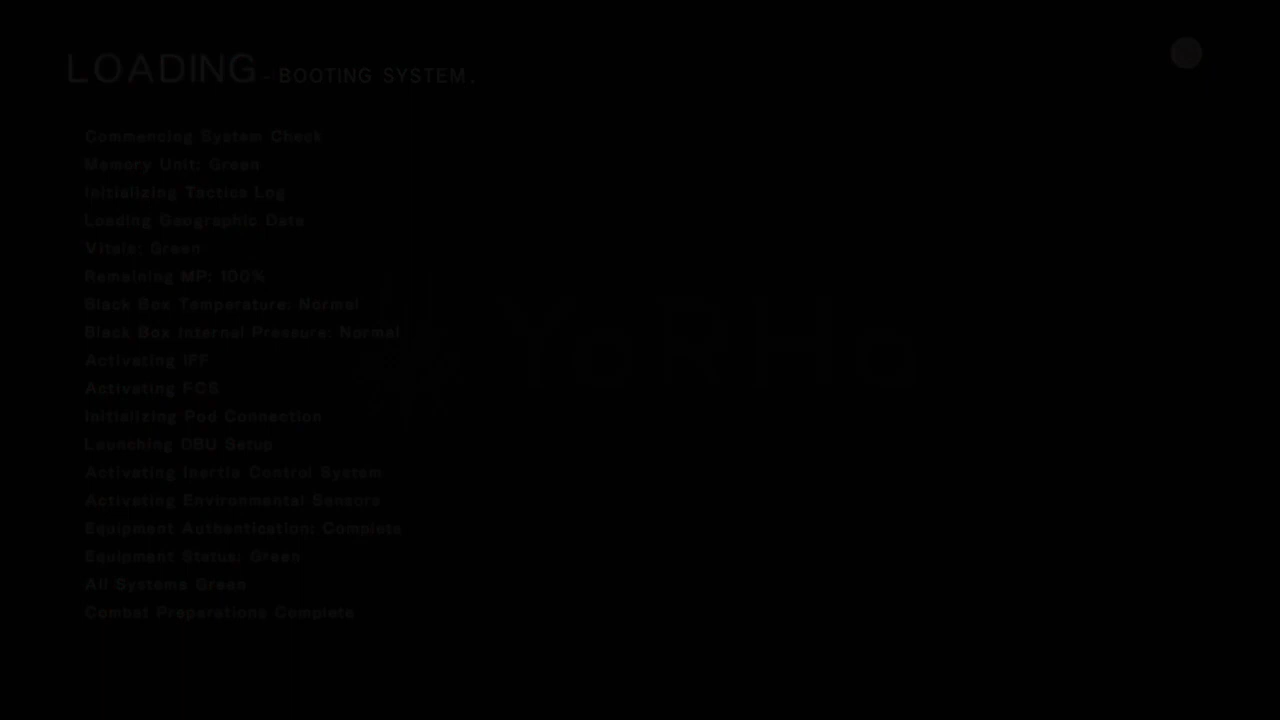 LOADING - BOOTING SYSTEM.
Commencing System Check
Memory Unit: Green
Initializing Tactics Log
Loading Geographic Data
Vitals: Green
Remaining MP: 100%
Black Box Temperature: Normal
Black Box Internal Pressure: Normal
YoRHa
Activating IFF
Activating FCS
Initializing Pod Connection
Launching DBU Setup
Activating Inertia Control System
Activating Environmental Sensors
Equipment Authentication: Complete
Equipment Status: Green
All Systems Green
Combat Preparations Complete